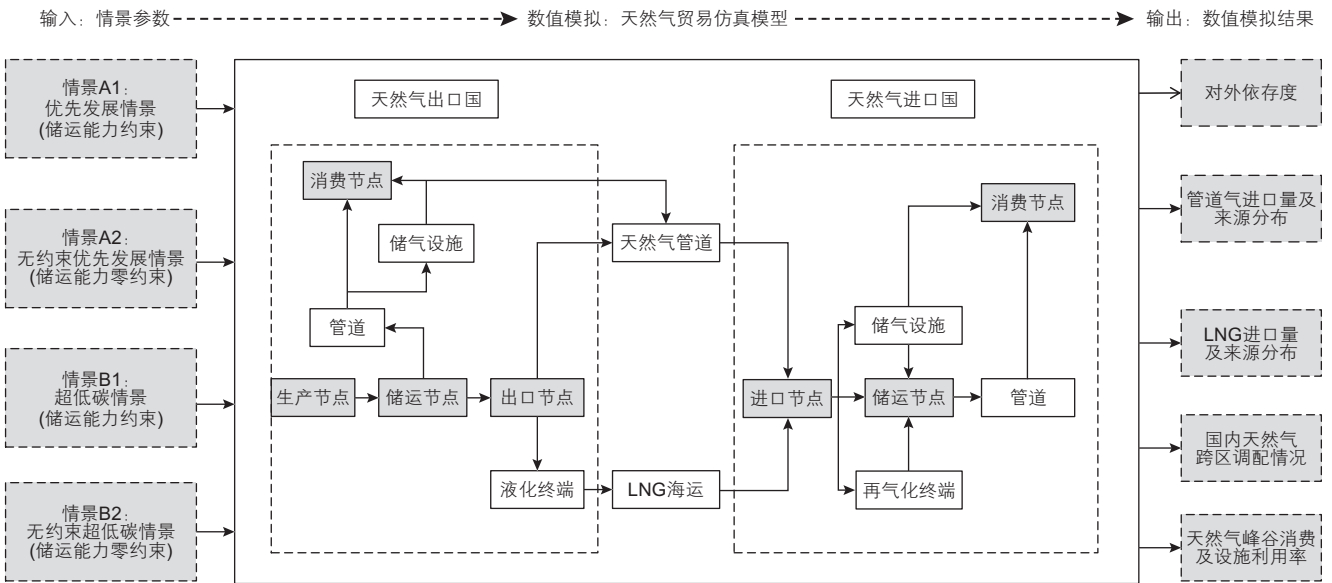 输入：情景参数
数值模拟：天然气贸易仿真模型
输出：数值模拟结果
情景A1：
优先发展情景
(储运能力约束)
情景A2：
无约束优先发展情景
(储运能力零约束)
情景B1：
超低碳情景
(储运能力约束)
情景B2：
无约束超低碳情景
(储运能力零约束)
天然气出口国
消费节点
储气设施
管道
生产节点
储运节点
出口节点
液化终端
天然气管道
LNG海运
天然气进口国
消费节点
储气设施
进口节点
储运节点
管道
再气化终端
对外依存度
管道气进口量及
来源分布
LNG进口量
及来源分布
国内天然气
跨区调配情况
天然气峰谷消费
及设施利用率